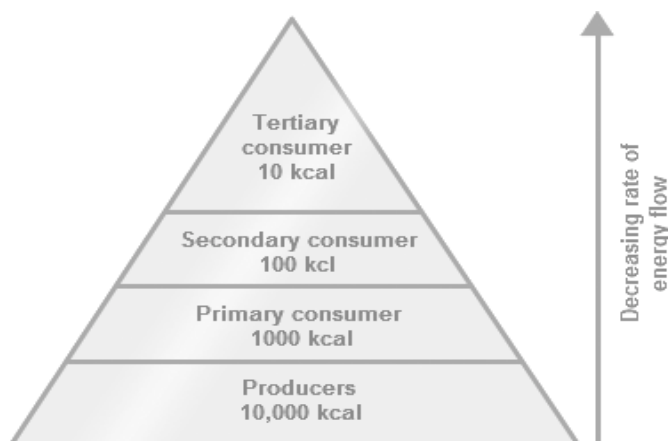 Tertiary
consumer
10 kcal
Secondary consumer
100 kcl
Primary consumer
1000 kcal
Producers
10,000 kcal
Decreasing rate of
energy flow